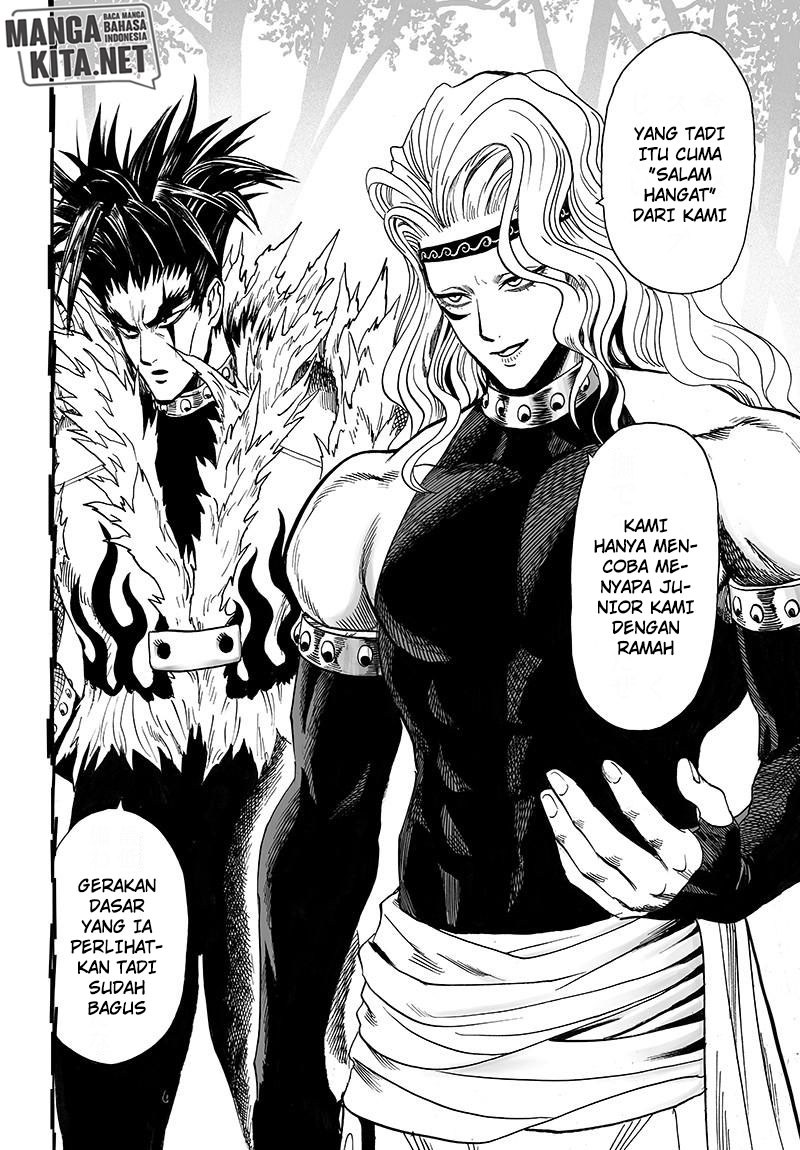 MANGA
KITA.NET
BACA MANGA
BAHASA
INDONESIA
YANG TADI
ITU CUMA
"SALAM
HANGAT"
DARI KAMI
KAMI
HANYA MEN-
COBA ME-
NYAPA JU-
NIOR KAMI
DENGAN
RAMAH
GERAKAN
DASAR
YANG IA
PERLIHAT-
KAN TADI
SUDAH
BAGUS